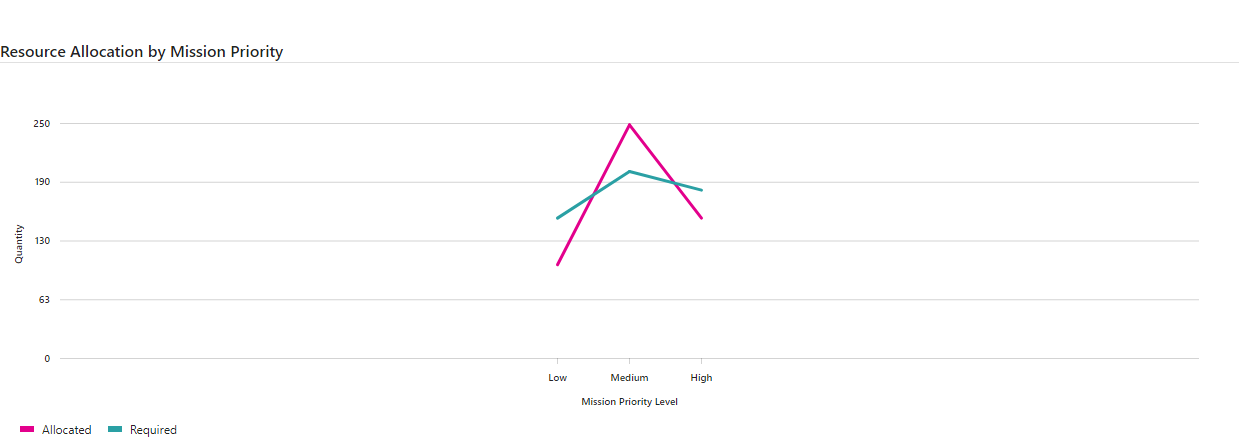 Resource Allocation by Mission Priority
250
190
130
63
0
Quantity
Low Medium High
Mission Priority Level
Allocated Required